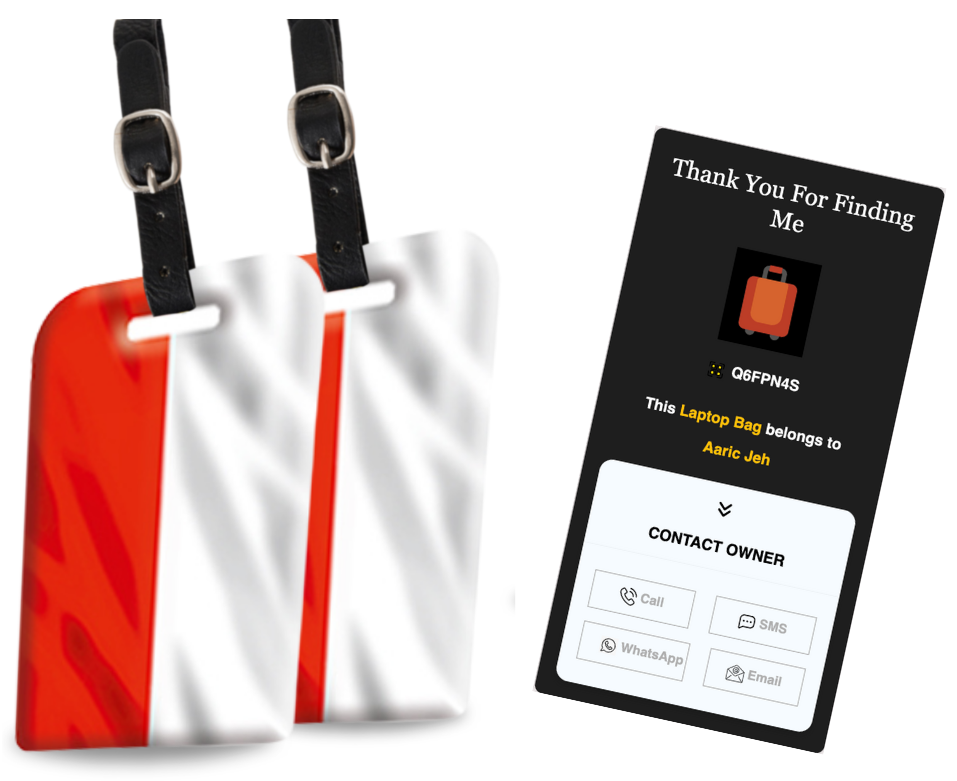 Thank You For Finding
Me
Q6FPN4S
This Laptop Bag belongs to
Aaric Jeh
CONTACT OWNER
Call
SMS
WhatsApp
Email